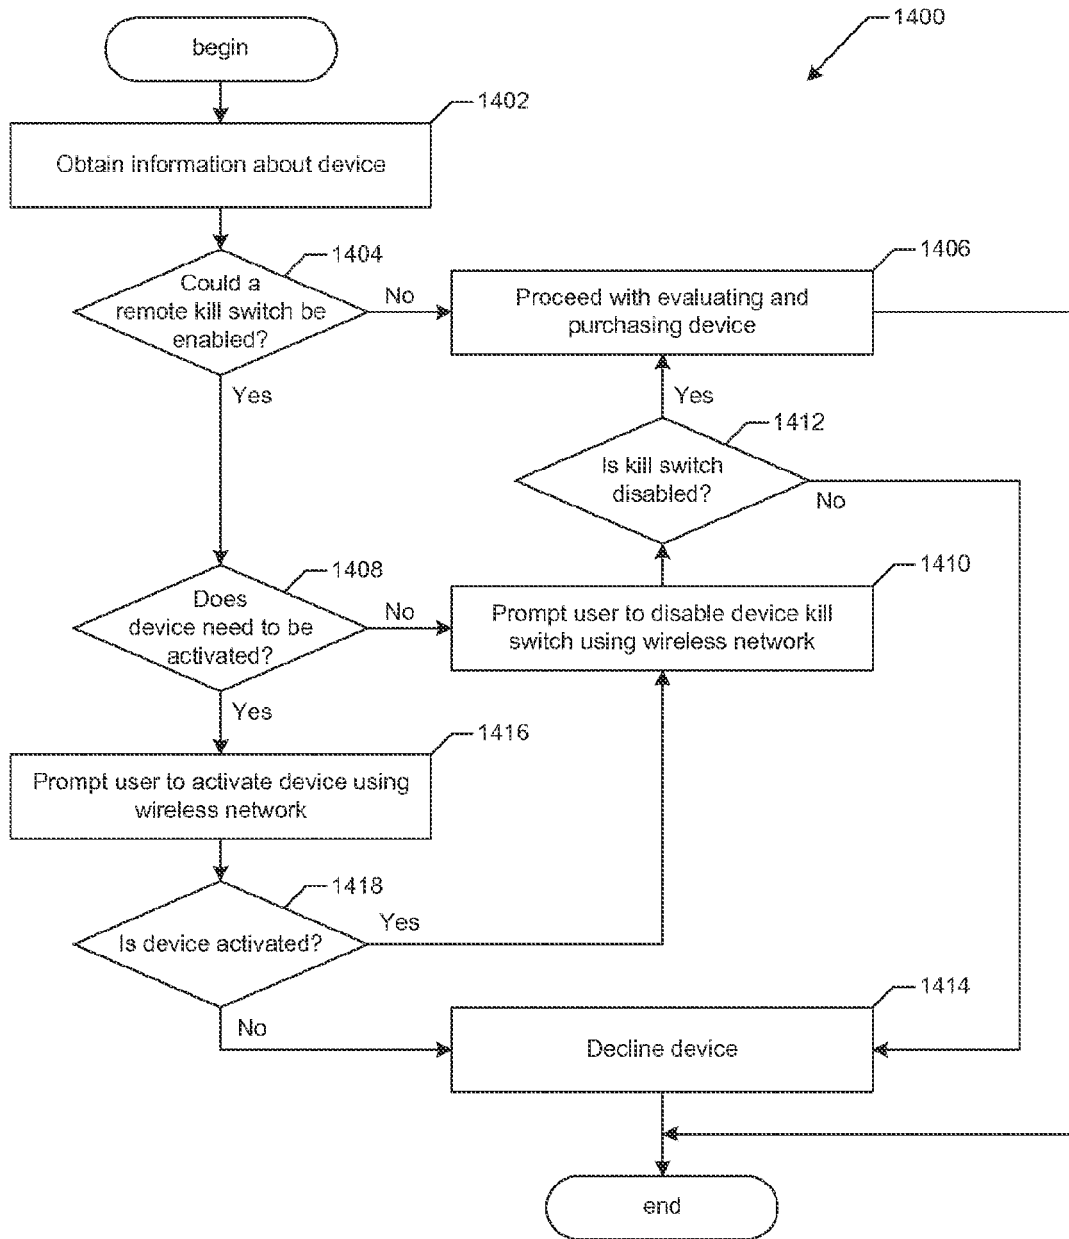 1400
begin
1402
Obtain information about device
1404
Could a
remote kill switch be
enabled?
No
Yes
1406
Proceed with evaluating and
purchasing device
Yes
1412
Is kill switch
disabled?
No
1408
Does
device need to be
activated?
No
Yes
1410
Prompt user to disable device kill
switch using wireless network
1416
Prompt user to activate device using
wireless network
1418
Is device activated?
Yes
No
1414
Decline device
end